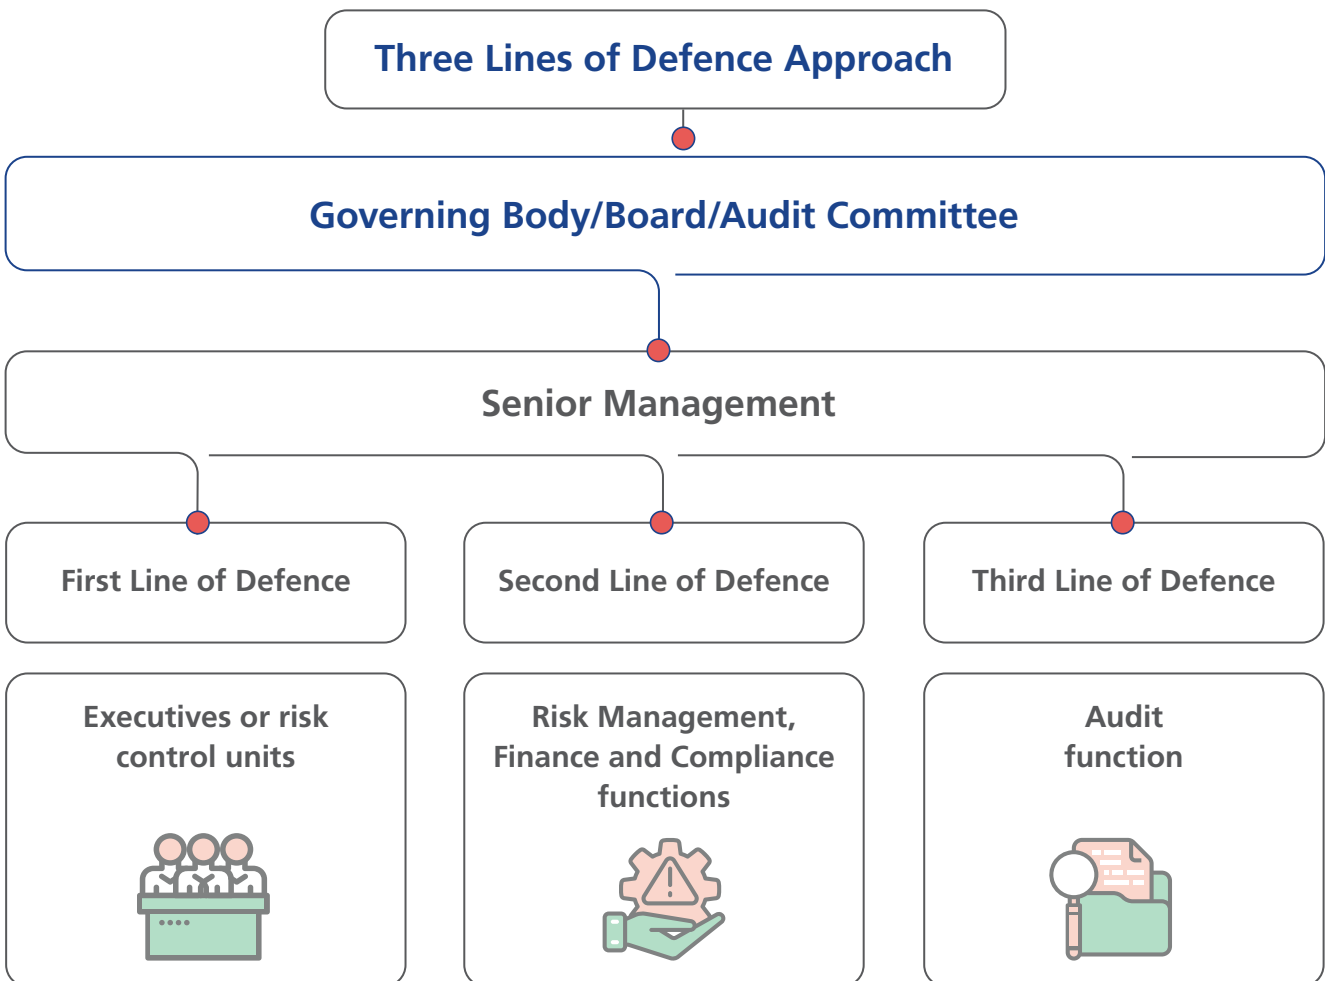 Three Lines of Defence Approach
Governing Body/Board/Audit Committee
Senior Management
First Line of Defence
Second Line of Defence
Third Line of Defence
Executives or risk
control units
Risk Management,
Finance and Compliance
functions
Audit
function